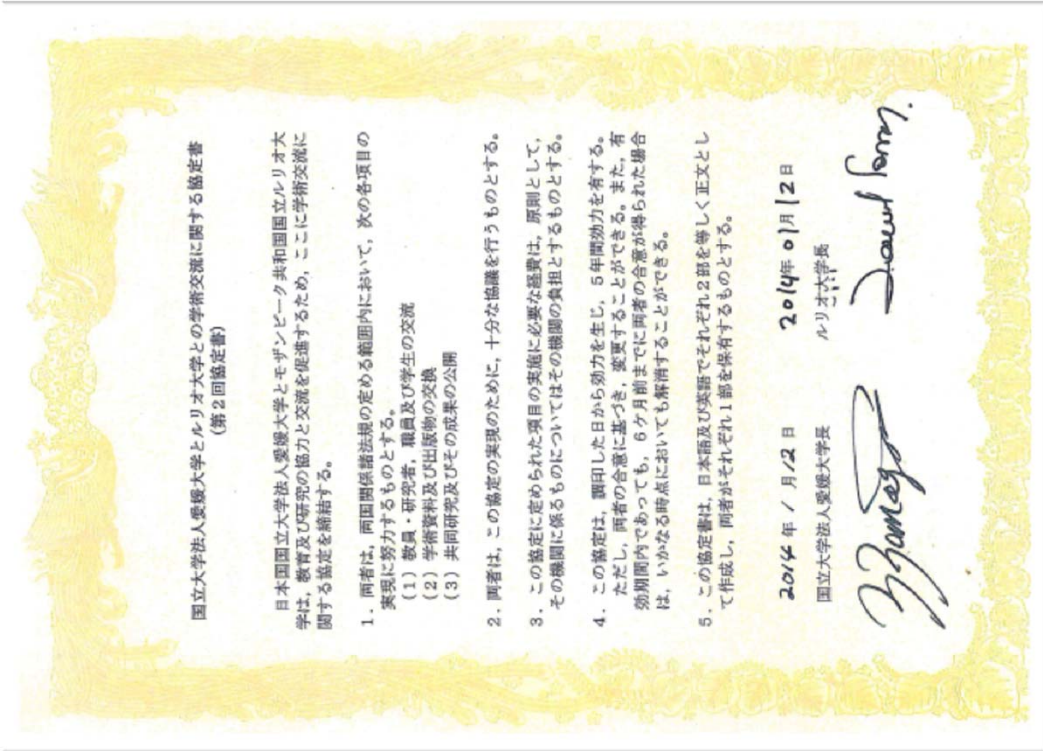 国立大学法人愛媛大学とルリオ大学との学術交流に関する協定書
(第2回協定書)
日本国国立大学法人愛媛大学とモザンビーク共和国国立ルリオ大
学は,教育及び研究の協力と交流を促進するため,ここに学術交流に
関する協定を締結する。
1.両者は,両国関係諸法規の定める範囲内において,次の各項目の
実現に努力するものとする。
(1)教員・研究者,職員及び学生の交流
(2)学術資料及び出版物の交換
(3)共同研究及びその成果の公開
2.両者は,この協定の実現のために,十分な協議を行うものとする。
3.この協定に定められた項目の実施に必要な経費は,原則として,
その機関に係るものについてはその機関の負担とするものとする。
4.この協定は,調印した日から効力を生じ,5年間効力を有する。
ただし,両者の合意に基づき,変更することができる。また,有
効期間内であっても,6ケ月前までに両者の合意が得られた場合
は,いかなる時点においても解消することができる。
5.この協定書は,日本語及び英語でそれぞれ2部を等しく正文とし
て作成し,両者がそれぞれ1部を保有するものとする。
2014年 1月12日 2014年01月12日
国立大学法人愛媛大学長 ルリオ大学長